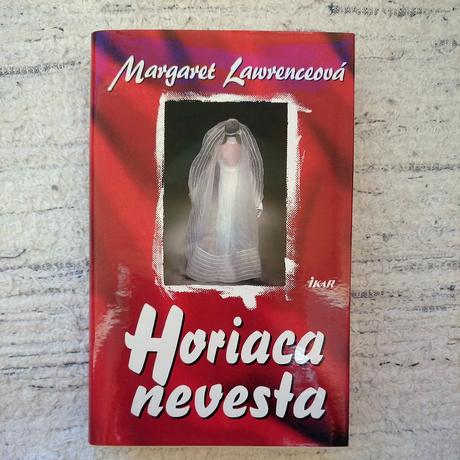 Margaret Lawrenceová
IKAR
Horiaca
nevesta